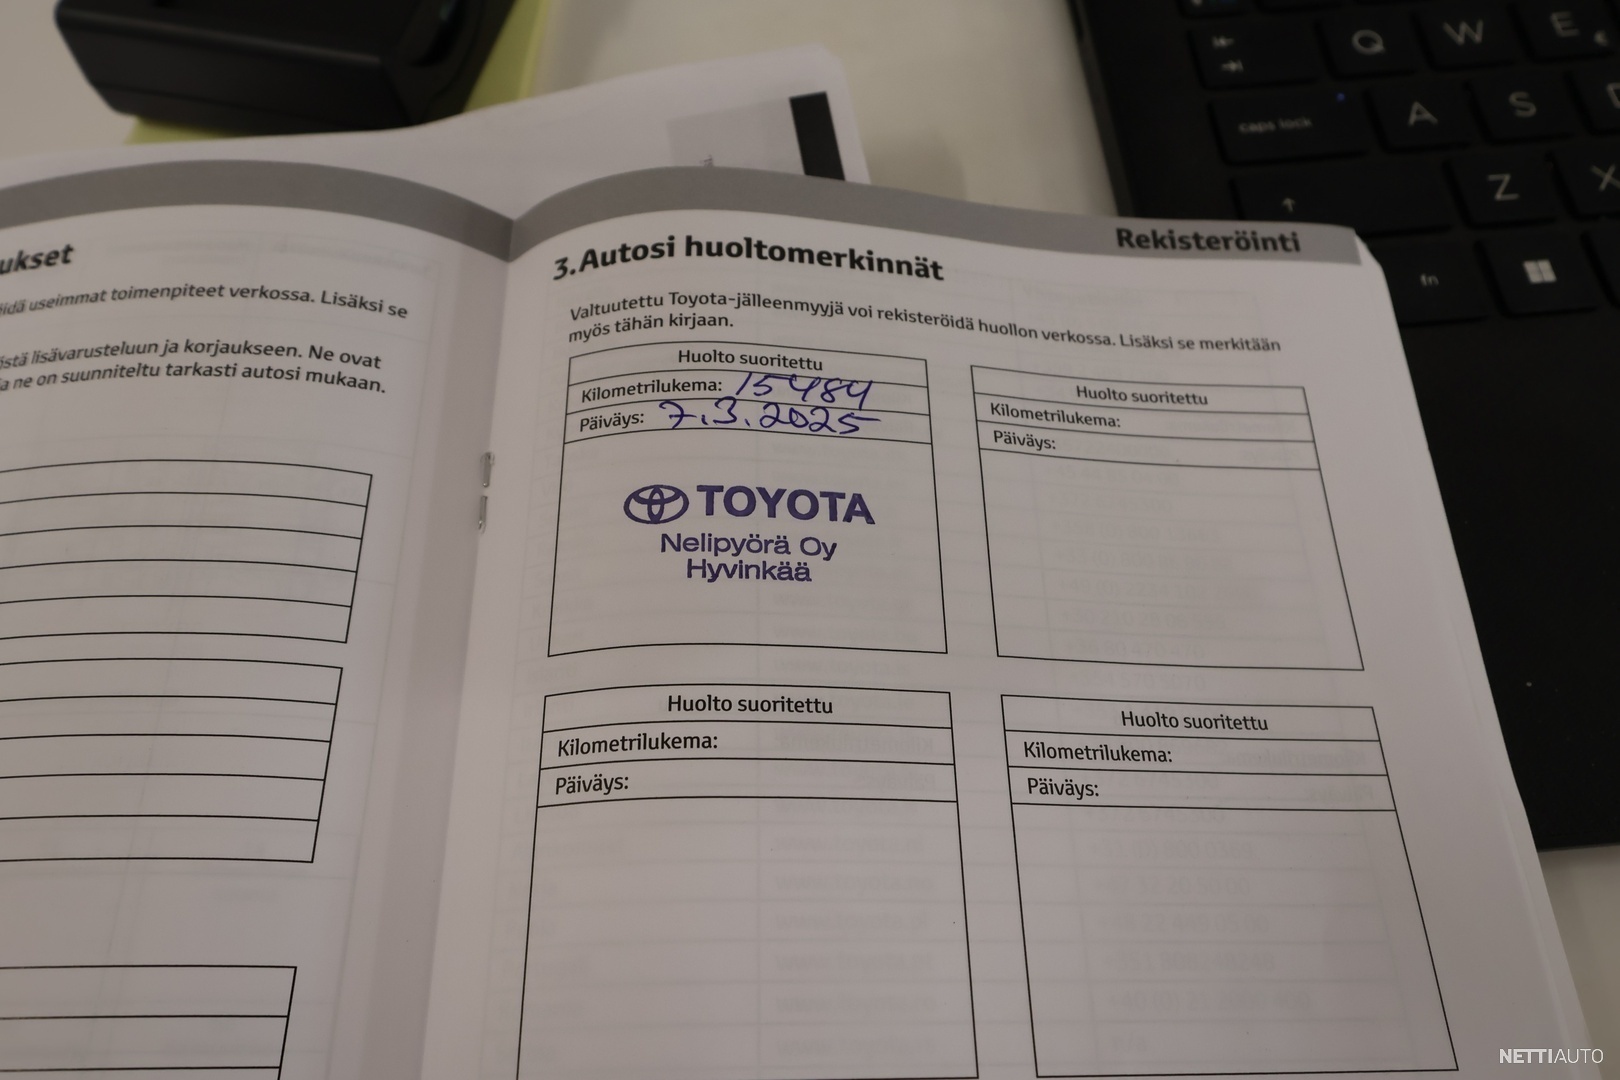 Q W E
caps lock A S
Z X
fn
ukset
useimmat toimenpiteet verkossa. Lisäksi se
lisävarusteluun ja korjaukseen. Ne ovat
ne on suunniteltu tarkasti autosi mukaan.
Rekisteröinti
3. Autosi huoltomerkinnät
Valtuutettu Toyota-jälleenmyyjä voi rekisteröidä huollon verkossa. Lisäksi se merkitään
myös tähän kirjaan.
Huolto suoritettu
Kilometrilukema: 15484
Päiväys: 7.3.2025
TOYOTA
Nelipyörä Oy
Hyvinkää
Huolto suoritettu
Kilometrilukema:
Päiväys:
Huolto suoritettu
Kilometrilukema:
Päiväys:
Huolto suoritettu
Kilometrilukema:
Päiväys:
NETTIAUTO